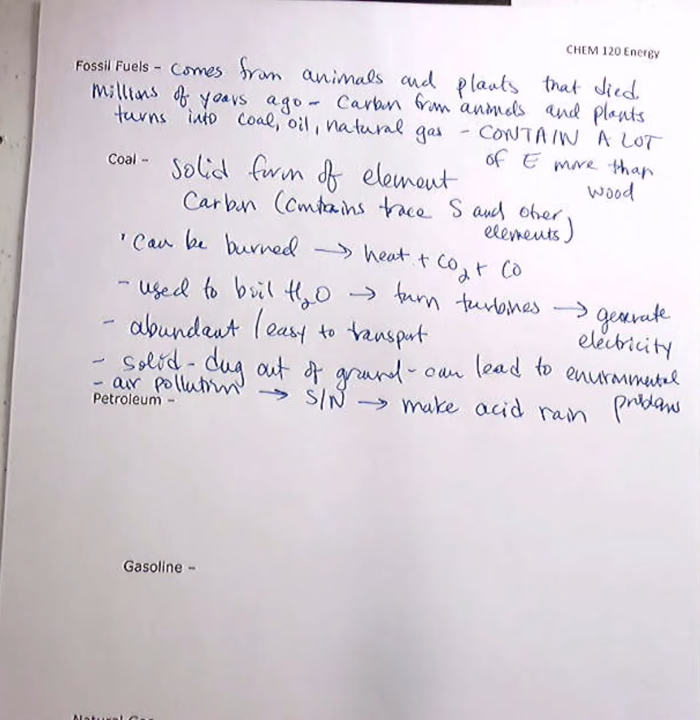 CHEM 120 Energy
Fossil Fuels – comes from animals and plants that died
millions of years ago – Carbon from animals and plants
turns into coal, oil, natural gas – CONTAIN A LOT
of E more than
wood
Coal – solid form of element
Carbon (contains trace S and other
elements)
• Can be burned → heat + CO2 + CO
- used to boil H2O → turn turbines → generate
electricity
- abundant / easy to transport
- solid - dug out of ground - can lead to environmental
problems
- air pollution → S/N → make acid rain
Petroleum –
Gasoline –
Natural Gas